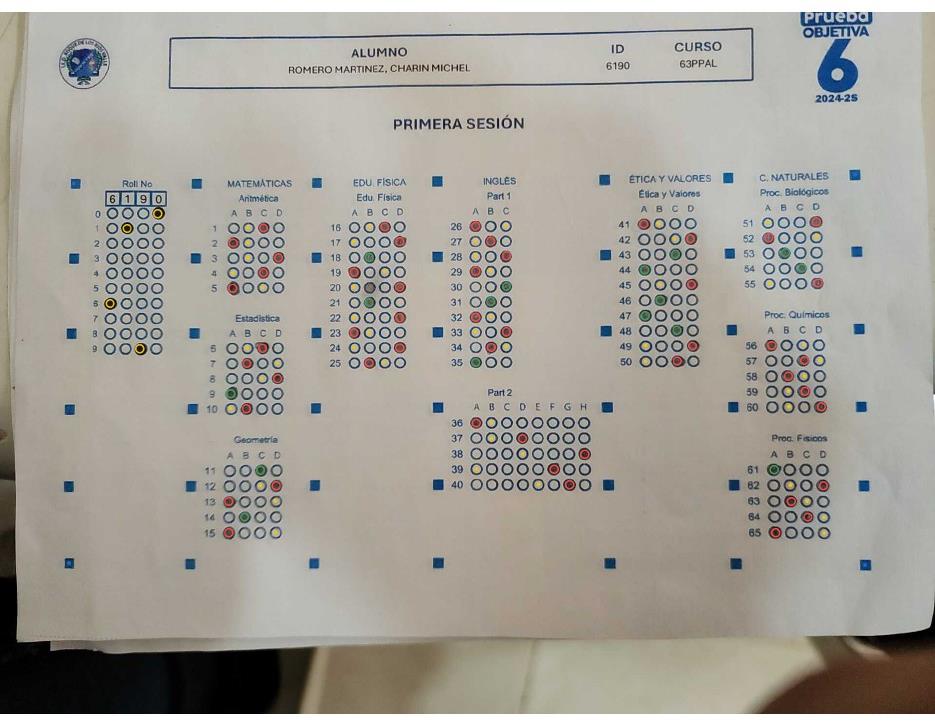 Prueba
OBJETIVA
6
2024-2S
ALUMNO
ROMERO MARTINEZ, CHARIN MICHEL
ID
6190
CURSO
63PPAL
PRIMERA SESIÓN
Roll No
6 1 9 0
0
1
2
3
4
5
6
7
8
9
MATEMÁTICAS
Aritmética
A B C D
1
2
3
4
5
Estadística
A B C D
6
7
8
9
10
Geometría
A B C D
11
12
13
14
15
EDU. FÍSICA
Edu. Física
A B C D
16
17
18
19
20
21
22
23
24
25
INGLÉS
Part 1
A B C
26
27
28
29
30
31
32
33
34
35
Part 2
A B C D E F G H
36
37
38
39
40
ÉTICA Y VALORES
Ética y Valores
A B C D
41
42
43
44
45
46
47
48
49
50
C. NATURALES
Proc. Biológicos
A B C D
51
52
53
54
55
Proc. Químicos
A B C D
56
57
58
59
60
Proc. Físicos
A B C D
61
62
63
64
65